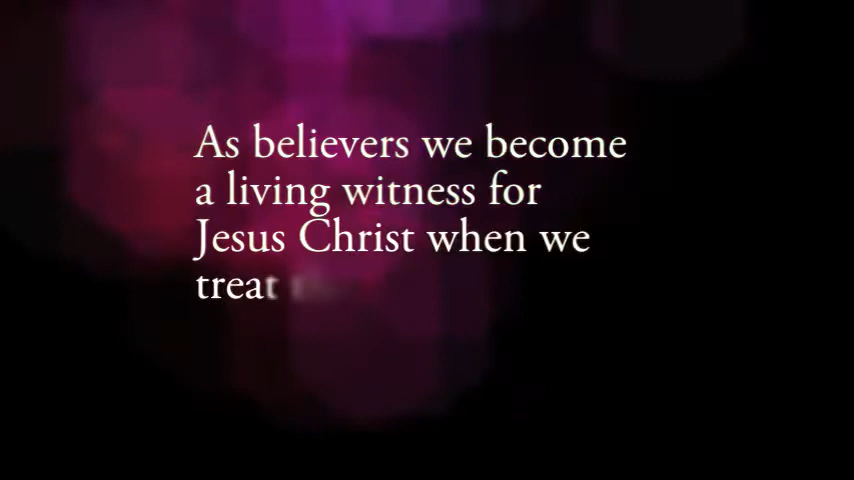 As believers we become
a living witness for
Jesus Christ when we
treat